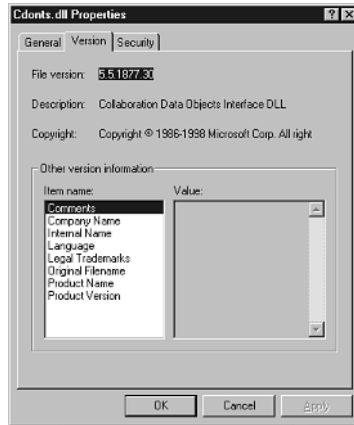 Cdonts.dll Properties
General Version Security
File version: 5.5.1877.30
Description: Collaboration Data Objects Interface DLL
Copyright: Copyright © 1986-1998 Microsoft Corp. All right
Other version information
Item name: Value:
Comments
Company Name
Internal Name
Language
Legal Trademarks
Original Filename
Product Name
Product Version
OK Cancel Apply